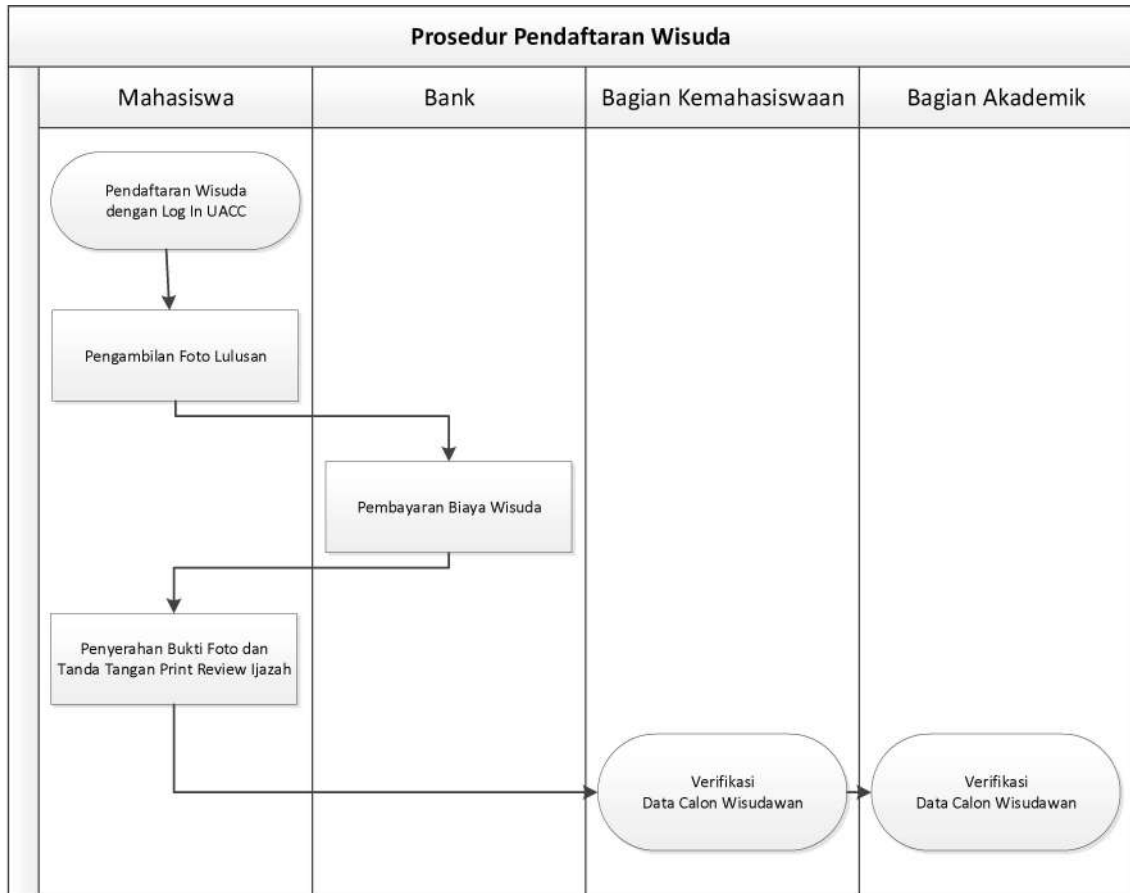 Prosedur Pendaftaran Wisuda
Mahasiswa
Bank
Bagian Kemahasiswaan
Bagian Akademik
Pendaftaran Wisuda
dengan Log In UACC
Pengambilan Foto Lulusan
Pembayaran Biaya Wisuda
Penyerahan Bukti Foto dan
Tanda Tangan Print Review Ijazah
Verifikasi
Data Calon Wisudawan
Verifikasi
Data Calon Wisudawan